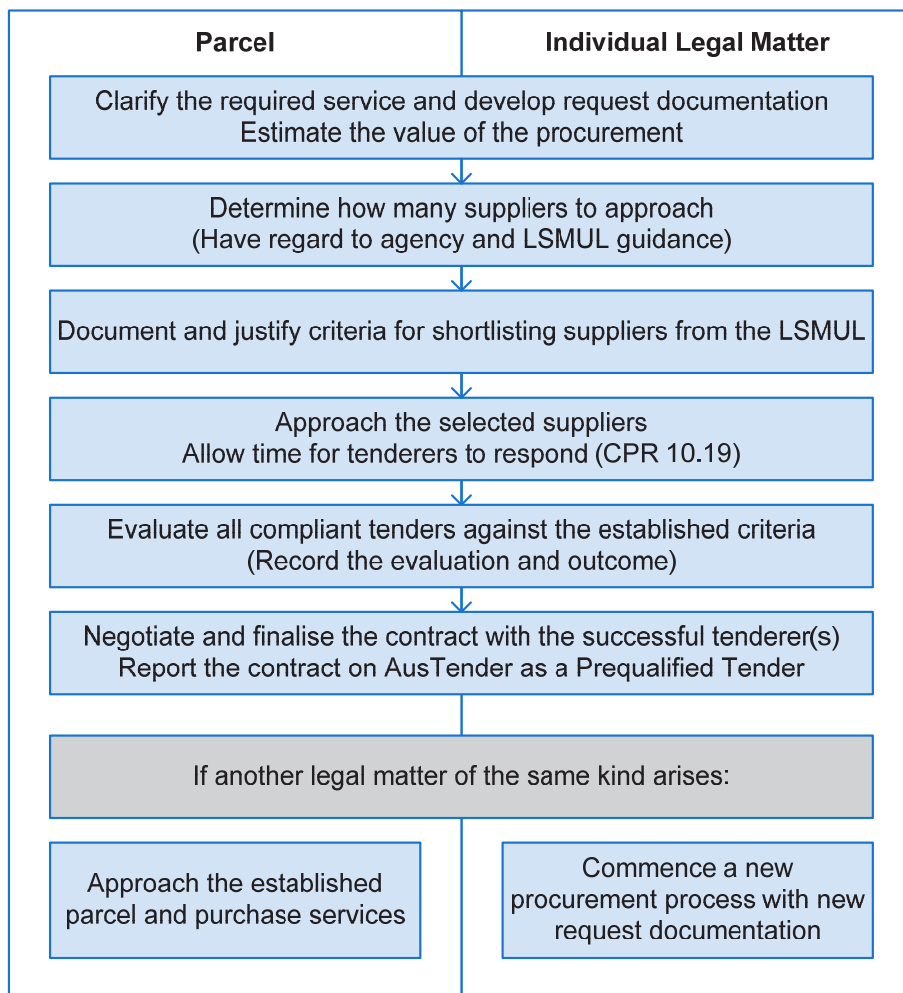 Parcel
Individual Legal Matter
Clarify the required service and develop request documentation
Estimate the value of the procurement
Determine how many suppliers to approach
(Have regard to agency and LSMUL guidance)
Document and justify criteria for shortlisting suppliers from the LSMUL
Approach the selected suppliers
Allow time for tenderers to respond (CPR 10.19)
Evaluate all compliant tenders against the established criteria
(Record the evaluation and outcome)
Negotiate and finalise the contract with the successful tenderer(s)
Report the contract on AusTender as a Prequalified Tender
If another legal matter of the same kind arises:
Approach the established
parcel and purchase services
Commence a new
procurement process with new
request documentation